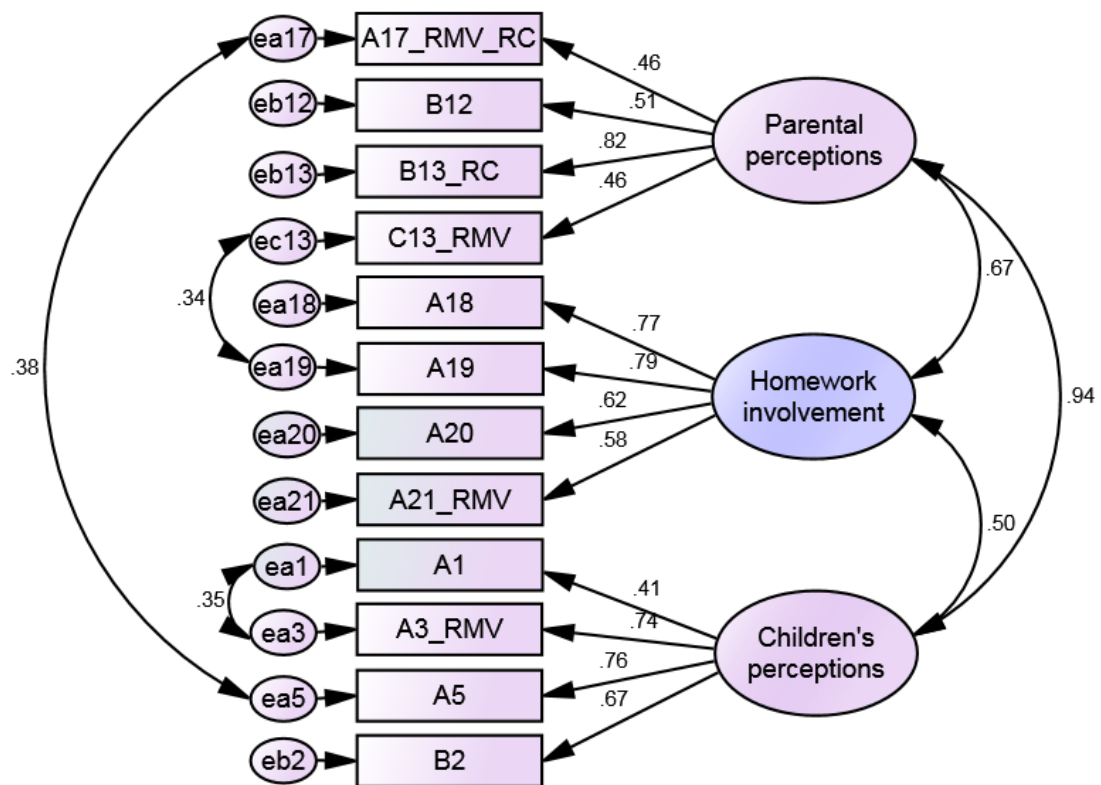 ea17
A17_RMV_RC
.46
eb12
B12
.51
Parental
perceptions
eb13
B13_RC
.82
.46
ec13
C13_RMV
.67
.34
ea18
A18
.77
.38
ea19
A19
.79
Homework
involvement
.94
ea20
A20
.62
.58
ea21
A21_RMV
.50
ea1
A1
.41
.35
ea3
A3_RMV
.74
Children's
perceptions
ea5
A5
.76
.67
eb2
B2